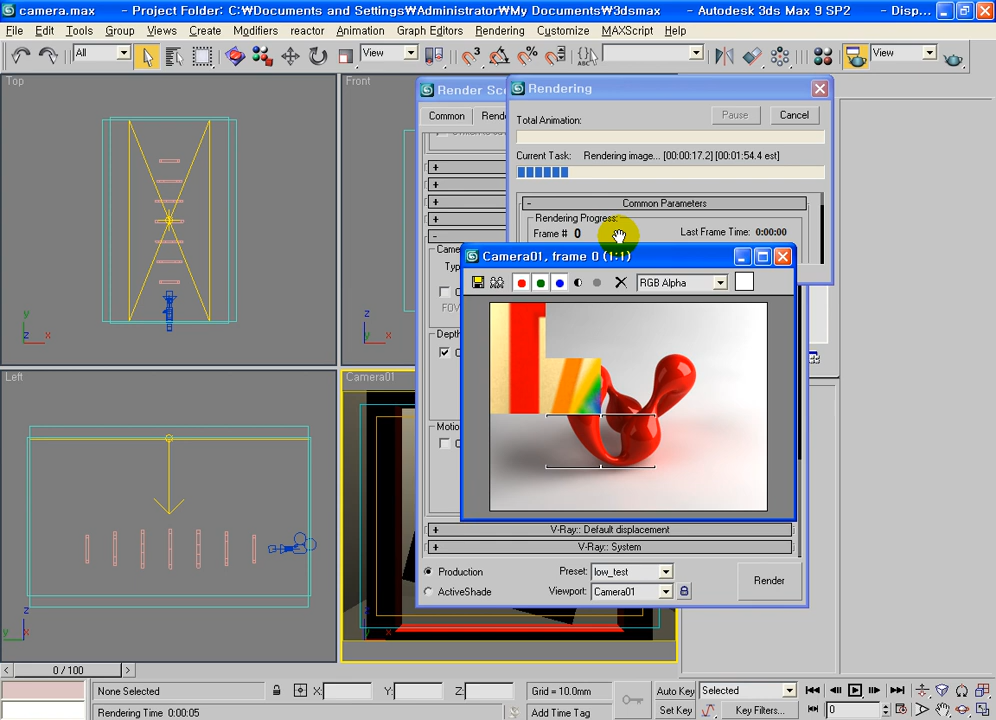 camera.max - Project Folder: C:₩Documents and Settings₩Administrator₩My Documents₩3dsmax - Autodesk 3ds Max 9 SP2 - Disp...
File Edit Tools Group Views Create Modifiers reactor Animation Graph Editors Rendering Customize MAXScript Help
All View View
Top
Front
Left
Camera01
Render Sc
Common Rend
Rendering
Total Animation:
Pause Cancel
Current Task: Rendering image... [00:00:17.2] [00:01:54.4 est]
- Common Parameters
Rendering Progress:
Frame # 0 Last Frame Time: 0:00:00
Came
Typ
FOV
Depth
Motio
Camera01, frame 0 (1:1)
RGB Alpha
+ V-Ray:: Default displacement
+ V-Ray:: System
Production Preset: low_test
ActiveShade Viewport: Camera01
Render
y
z x
z
x
z
y x
z
x
< 0 / 100 >
None Selected X: Y: Z: Grid = 10.0mm Auto Key Selected
Rendering Time 0:00:05 Add Time Tag Set Key Key Filters... 0